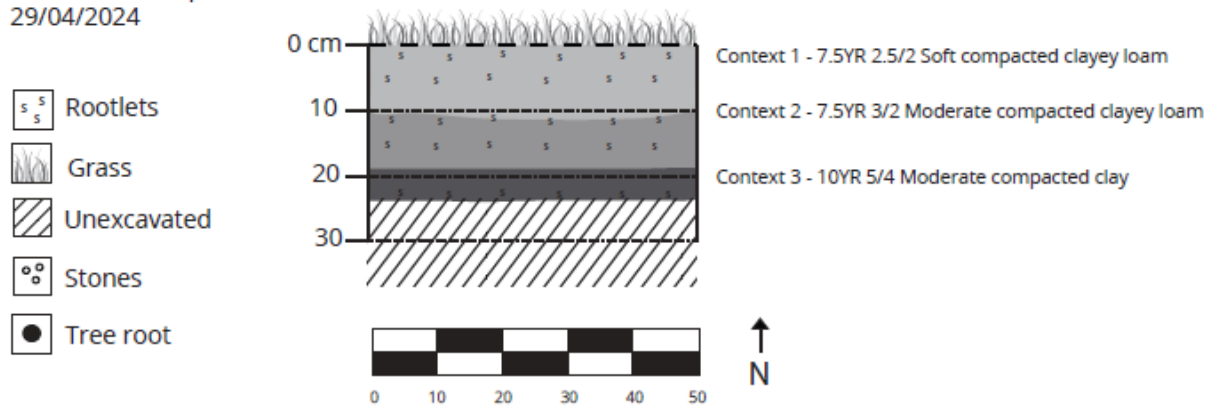 29/04/2024
Rootlets
Grass
Unexcavated
Stones
Tree root
0 cm
10
20
30
Context 1 - 7.5YR 2.5/2 Soft compacted clayey loam
Context 2 - 7.5YR 3/2 Moderate compacted clayey loam
Context 3 - 10YR 5/4 Moderate compacted clay
0 10 20 30 40 50
N